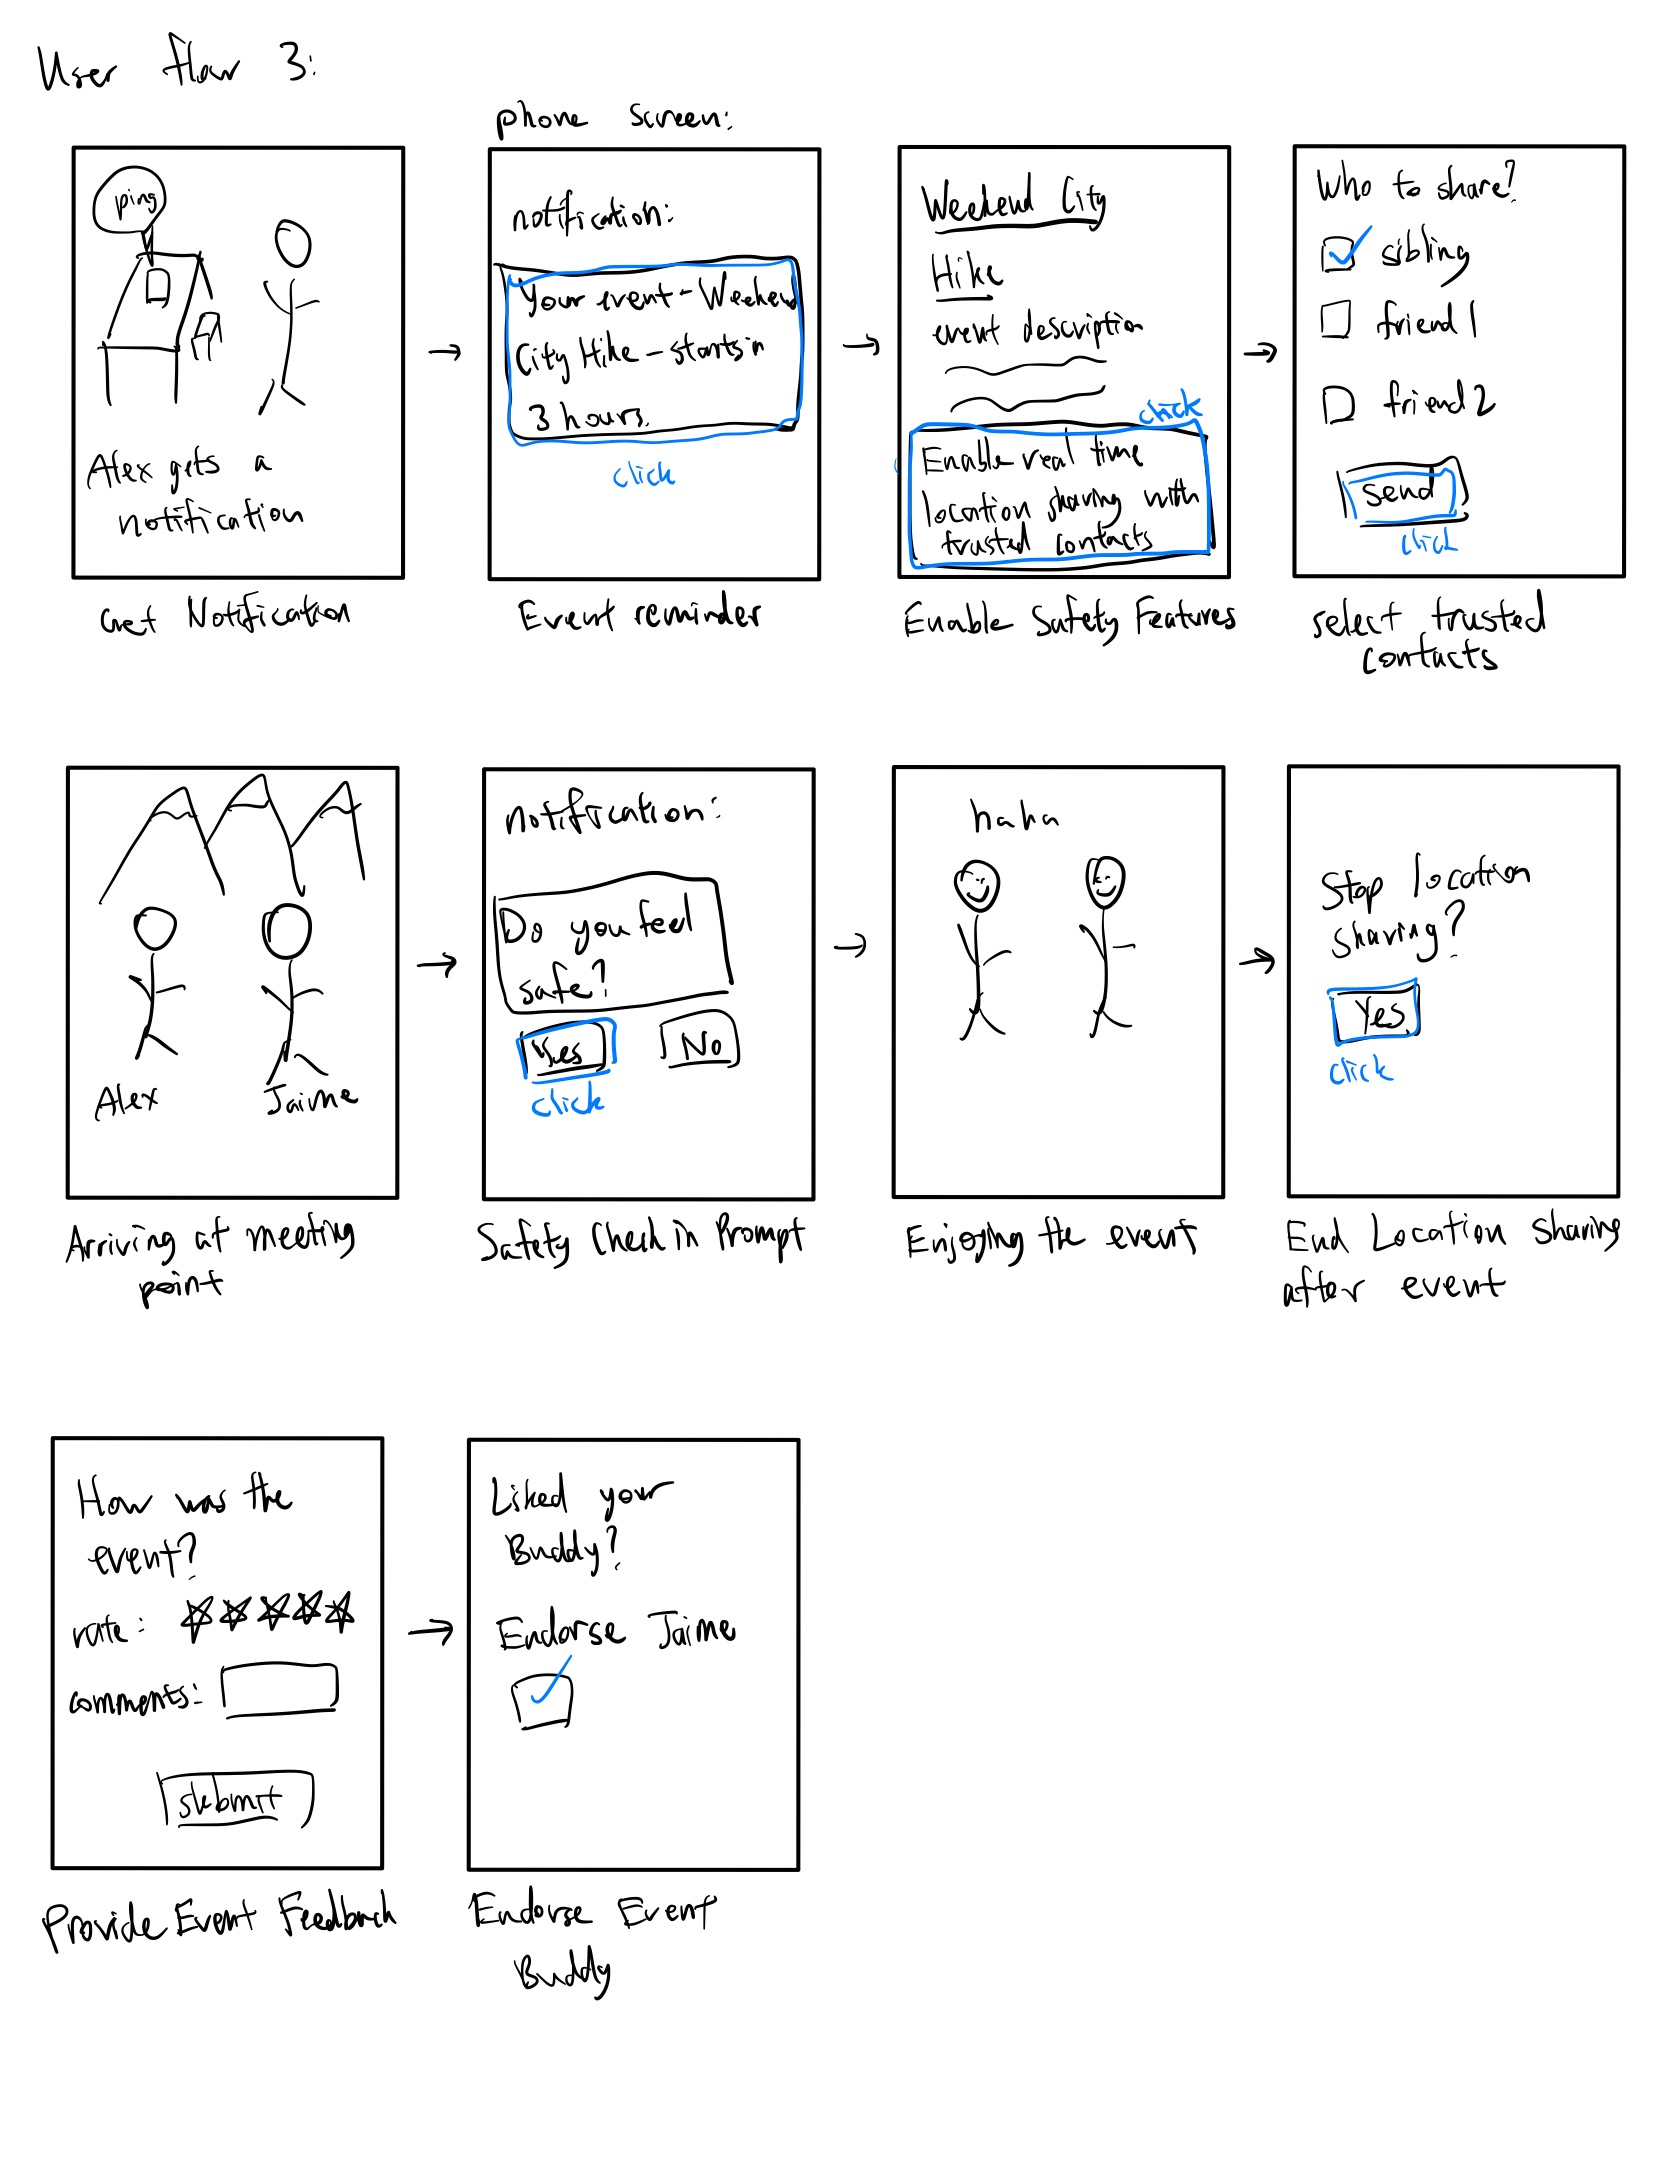 User flow 3:
phone screen:
ping
Alex gets a
notification
Get Notification
notification:
Your event - Weekend
City Hike - starts in
3 hours.
click
Event reminder
Weekend City
Hike
event description
click
Enable real time
location sharing with
trusted contacts
Enable Safety Features
Who to share?
sibling
friend 1
friend 2
send
click
select trusted
contacts
Alex
Jaime
Arriving at meeting
point
notification:
Do you feel
safe?
Yes
No
click
Safety Check in Prompt
haha
Enjoying the event
Stop location
sharing?
Yes
click
End Location Sharing
after event
How was the
event?
rate:
comments:
submit
Provide Event Feedback
Liked your
Buddy?
Endorse Jaime
Endorse Event
Buddy